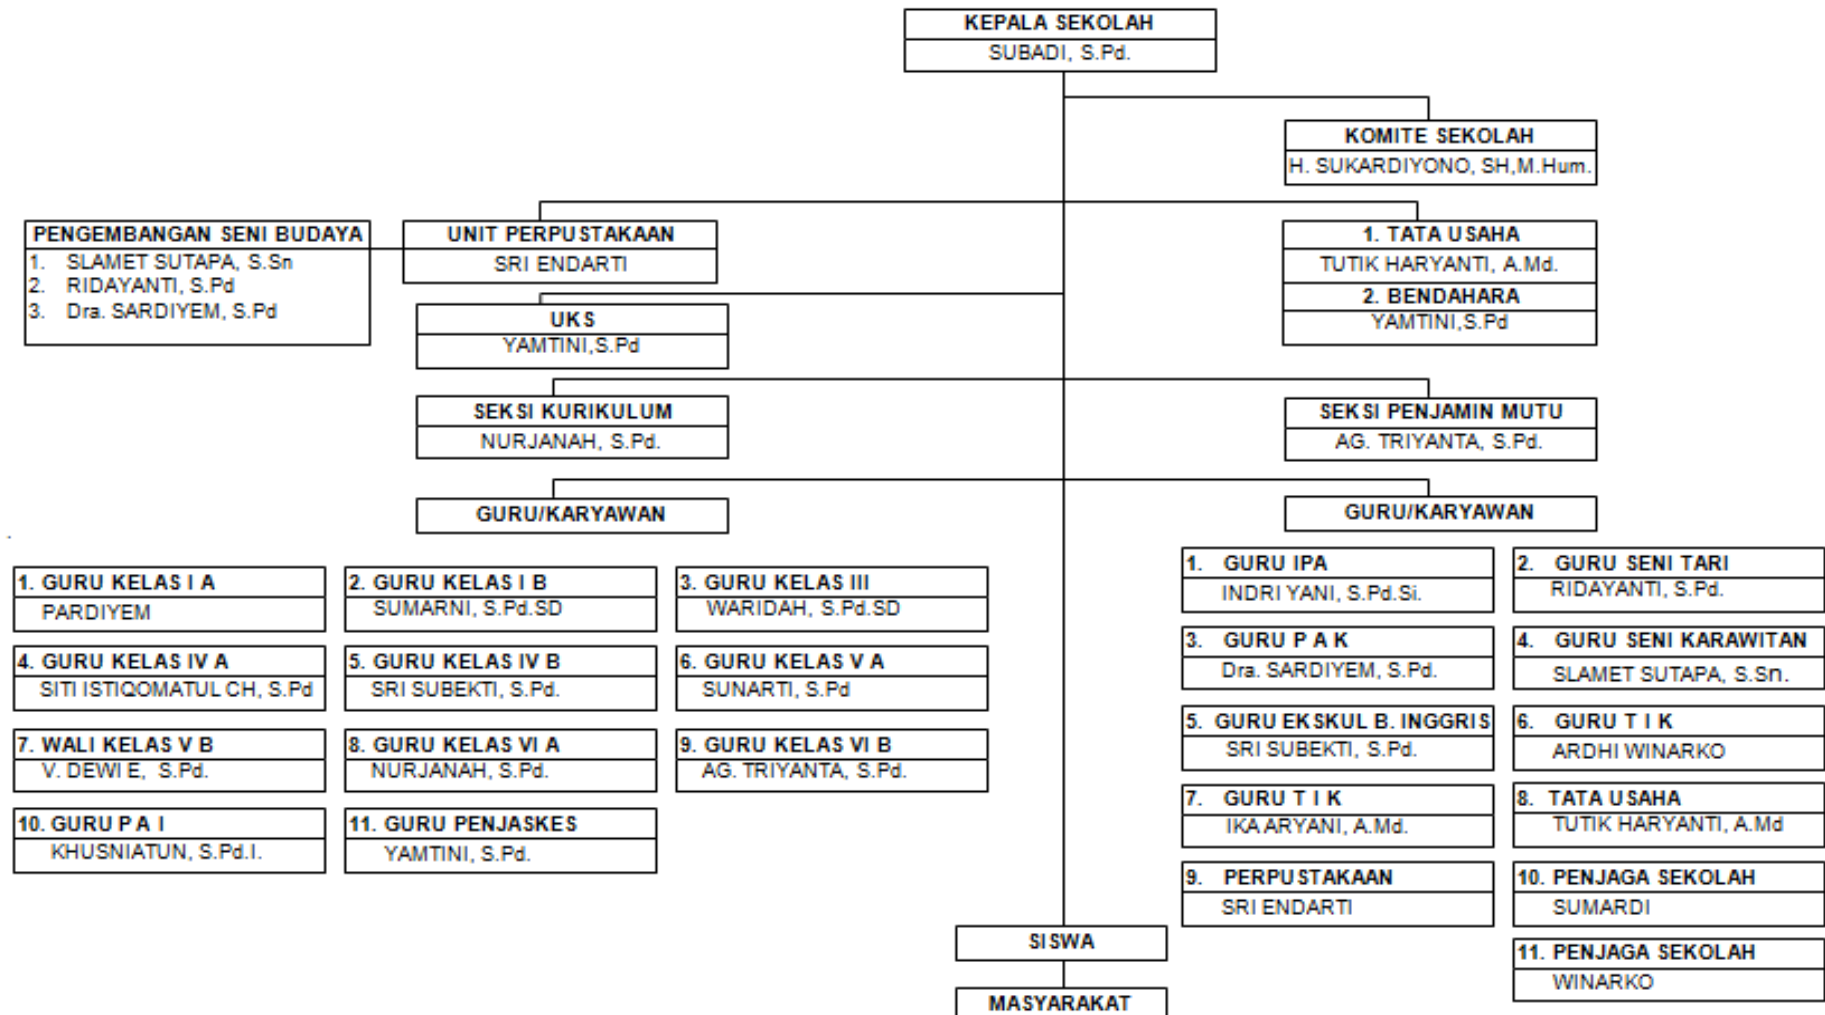 KEPALA SEKOLAH
SUBADI, S.Pd.
KOMITE SEKOLAH
H. SUKARDIYONO, SH,M.Hum.
PENGEMBANGAN SENI BUDAYA
1. SLAMET SUTAPA, S.Sn
2. RIDAYANTI, S.Pd
3. Dra. SARDIYEM, S.Pd
UNIT PERPUSTAKAAN
SRI ENDARTI
1. TATA USAHA
TUTIK HARYANTI, A.Md.
2. BENDAHARA
YAMTINI,S.Pd
UKS
YAMTINI,S.Pd
SEKSI KURIKULUM
NURJANAH, S.Pd.
SEKSI PENJAMIN MUTU
AG. TRIYANTA, S.Pd.
GURU/KARYAWAN
GURU/KARYAWAN
1. GURU KELAS I A
PARDIYEM
2. GURU KELAS I B
SUMARNI, S.Pd.SD
3. GURU KELAS III
WARIDAH, S.Pd.SD
4. GURU KELAS IV A
SITI ISTIQOMATUL CH, S.Pd
5. GURU KELAS IV B
SRI SUBEKTI, S.Pd.
6. GURU KELAS V A
SUNARTI, S.Pd
7. WALI KELAS V B
V. DEWI E, S.Pd.
8. GURU KELAS VI A
NURJANAH, S.Pd.
9. GURU KELAS VI B
AG. TRIYANTA, S.Pd.
10. GURU P A I
KHUSNIATUN, S.Pd.I.
11. GURU PENJASKES
YAMTINI, S.Pd.
1. GURU IPA
INDRI YANI, S.Pd.Si.
2. GURU SENI TARI
RIDAYANTI, S.Pd.
3. GURU P A K
Dra. SARDIYEM, S.Pd.
4. GURU SENI KARAWITAN
SLAMET SUTAPA, S.Sn.
5. GURU EKSKUL B. INGGRIS
SRI SUBEKTI, S.Pd.
6. GURU T I K
ARDHI WINARKO
7. GURU T I K
IKA ARYANI, A.Md.
8. TATA USAHA
TUTIK HARYANTI, A.Md
9. PERPUSTAKAAN
SRI ENDARTI
10. PENJAGA SEKOLAH
SUMARDI
11. PENJAGA SEKOLAH
WINARKO
SISWA
MASYARAKAT